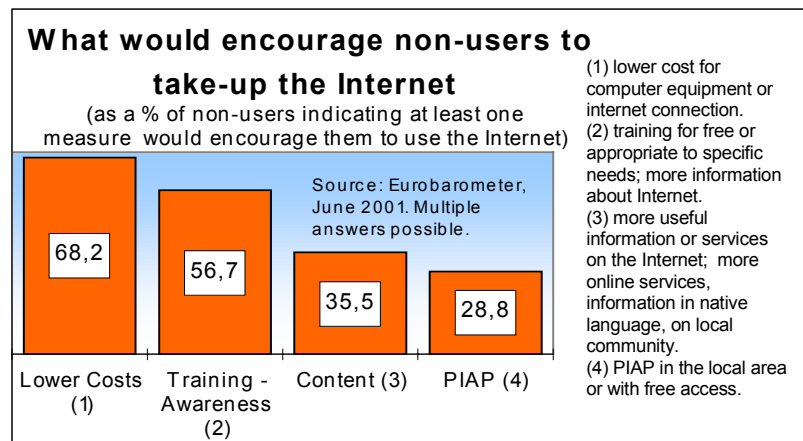 What would encourage non-users to
take-up the Internet
(as a % of non-users indicating at least one
measure would encourage them to use the Internet)
Source: Eurobarometer,
June 2001. Multiple
answers possible.
68,2
56,7
35,5
28,8
Lower Costs
(1)
Training -
Awareness
(2)
Content (3)
PIAP (4)
(1) lower cost for
computer equipment or
internet connection.
(2) training for free or
appropriate to specific
needs; more information
about Internet.
(3) more useful
information or services
on the Internet; more
online services,
information in native
language, on local
community.
(4) PIAP in the local area
or with free access.